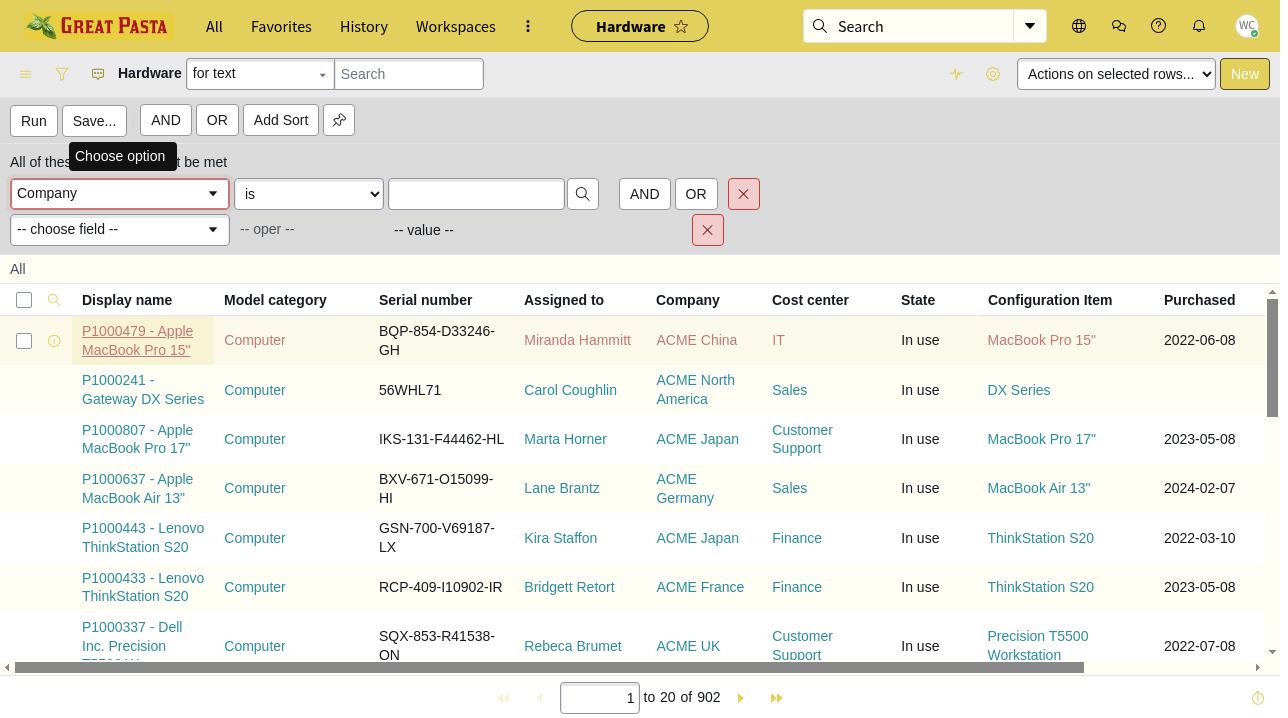 GREAT PASTA
All
Favorites
History
Workspaces
Hardware
Search
WC
Hardware
for text
Search
Actions on selected rows...
New
Run
Save...
AND
OR
Add Sort
Choose option
All of thes
t be met
Company
is
AND
OR
-- choose field --
-- oper --
-- value --
All
Display name
Model category
Serial number
Assigned to
Company
Cost center
State
Configuration Item
Purchased
P1000479 - Apple MacBook Pro 15"
Computer
BQP-854-D33246-GH
Miranda Hammitt
ACME China
IT
In use
MacBook Pro 15"
2022-06-08
P1000241 - Gateway DX Series
Computer
56WHL71
Carol Coughlin
ACME North America
Sales
In use
DX Series
P1000807 - Apple MacBook Pro 17"
Computer
IKS-131-F44462-HL
Marta Horner
ACME Japan
Customer Support
In use
MacBook Pro 17"
2023-05-08
P1000637 - Apple MacBook Air 13"
Computer
BXV-671-O15099-HI
Lane Brantz
ACME Germany
Sales
In use
MacBook Air 13"
2024-02-07
P1000443 - Lenovo ThinkStation S20
Computer
GSN-700-V69187-LX
Kira Staffon
ACME Japan
Finance
In use
ThinkStation S20
2022-03-10
P1000433 - Lenovo ThinkStation S20
Computer
RCP-409-I10902-IR
Bridgett Retort
ACME France
Finance
In use
ThinkStation S20
2023-05-08
P1000337 - Dell Inc. Precision
Computer
SQX-853-R41538-ON
Rebeca Brumet
ACME UK
Customer Support
In use
Precision T5500 Workstation
2022-07-08
1
to 20 of 902